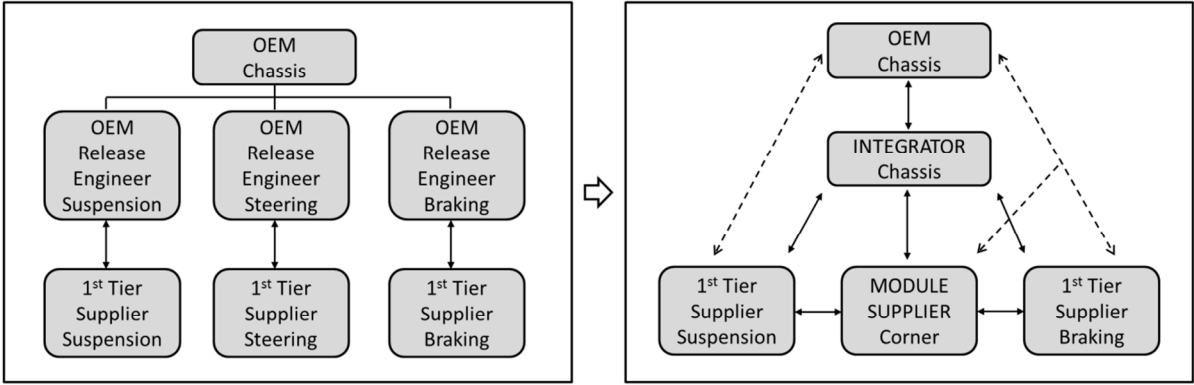 OEM
Chassis
OEM
Release
Engineer
Suspension
OEM
Release
Engineer
Steering
OEM
Release
Engineer
Braking
1st Tier
Supplier
Suspension
1st Tier
Supplier
Steering
1st Tier
Supplier
Braking
OEM
Chassis
INTEGRATOR
Chassis
1st Tier
Supplier
Suspension
MODULE
SUPPLIER
Corner
1st Tier
Supplier
Braking